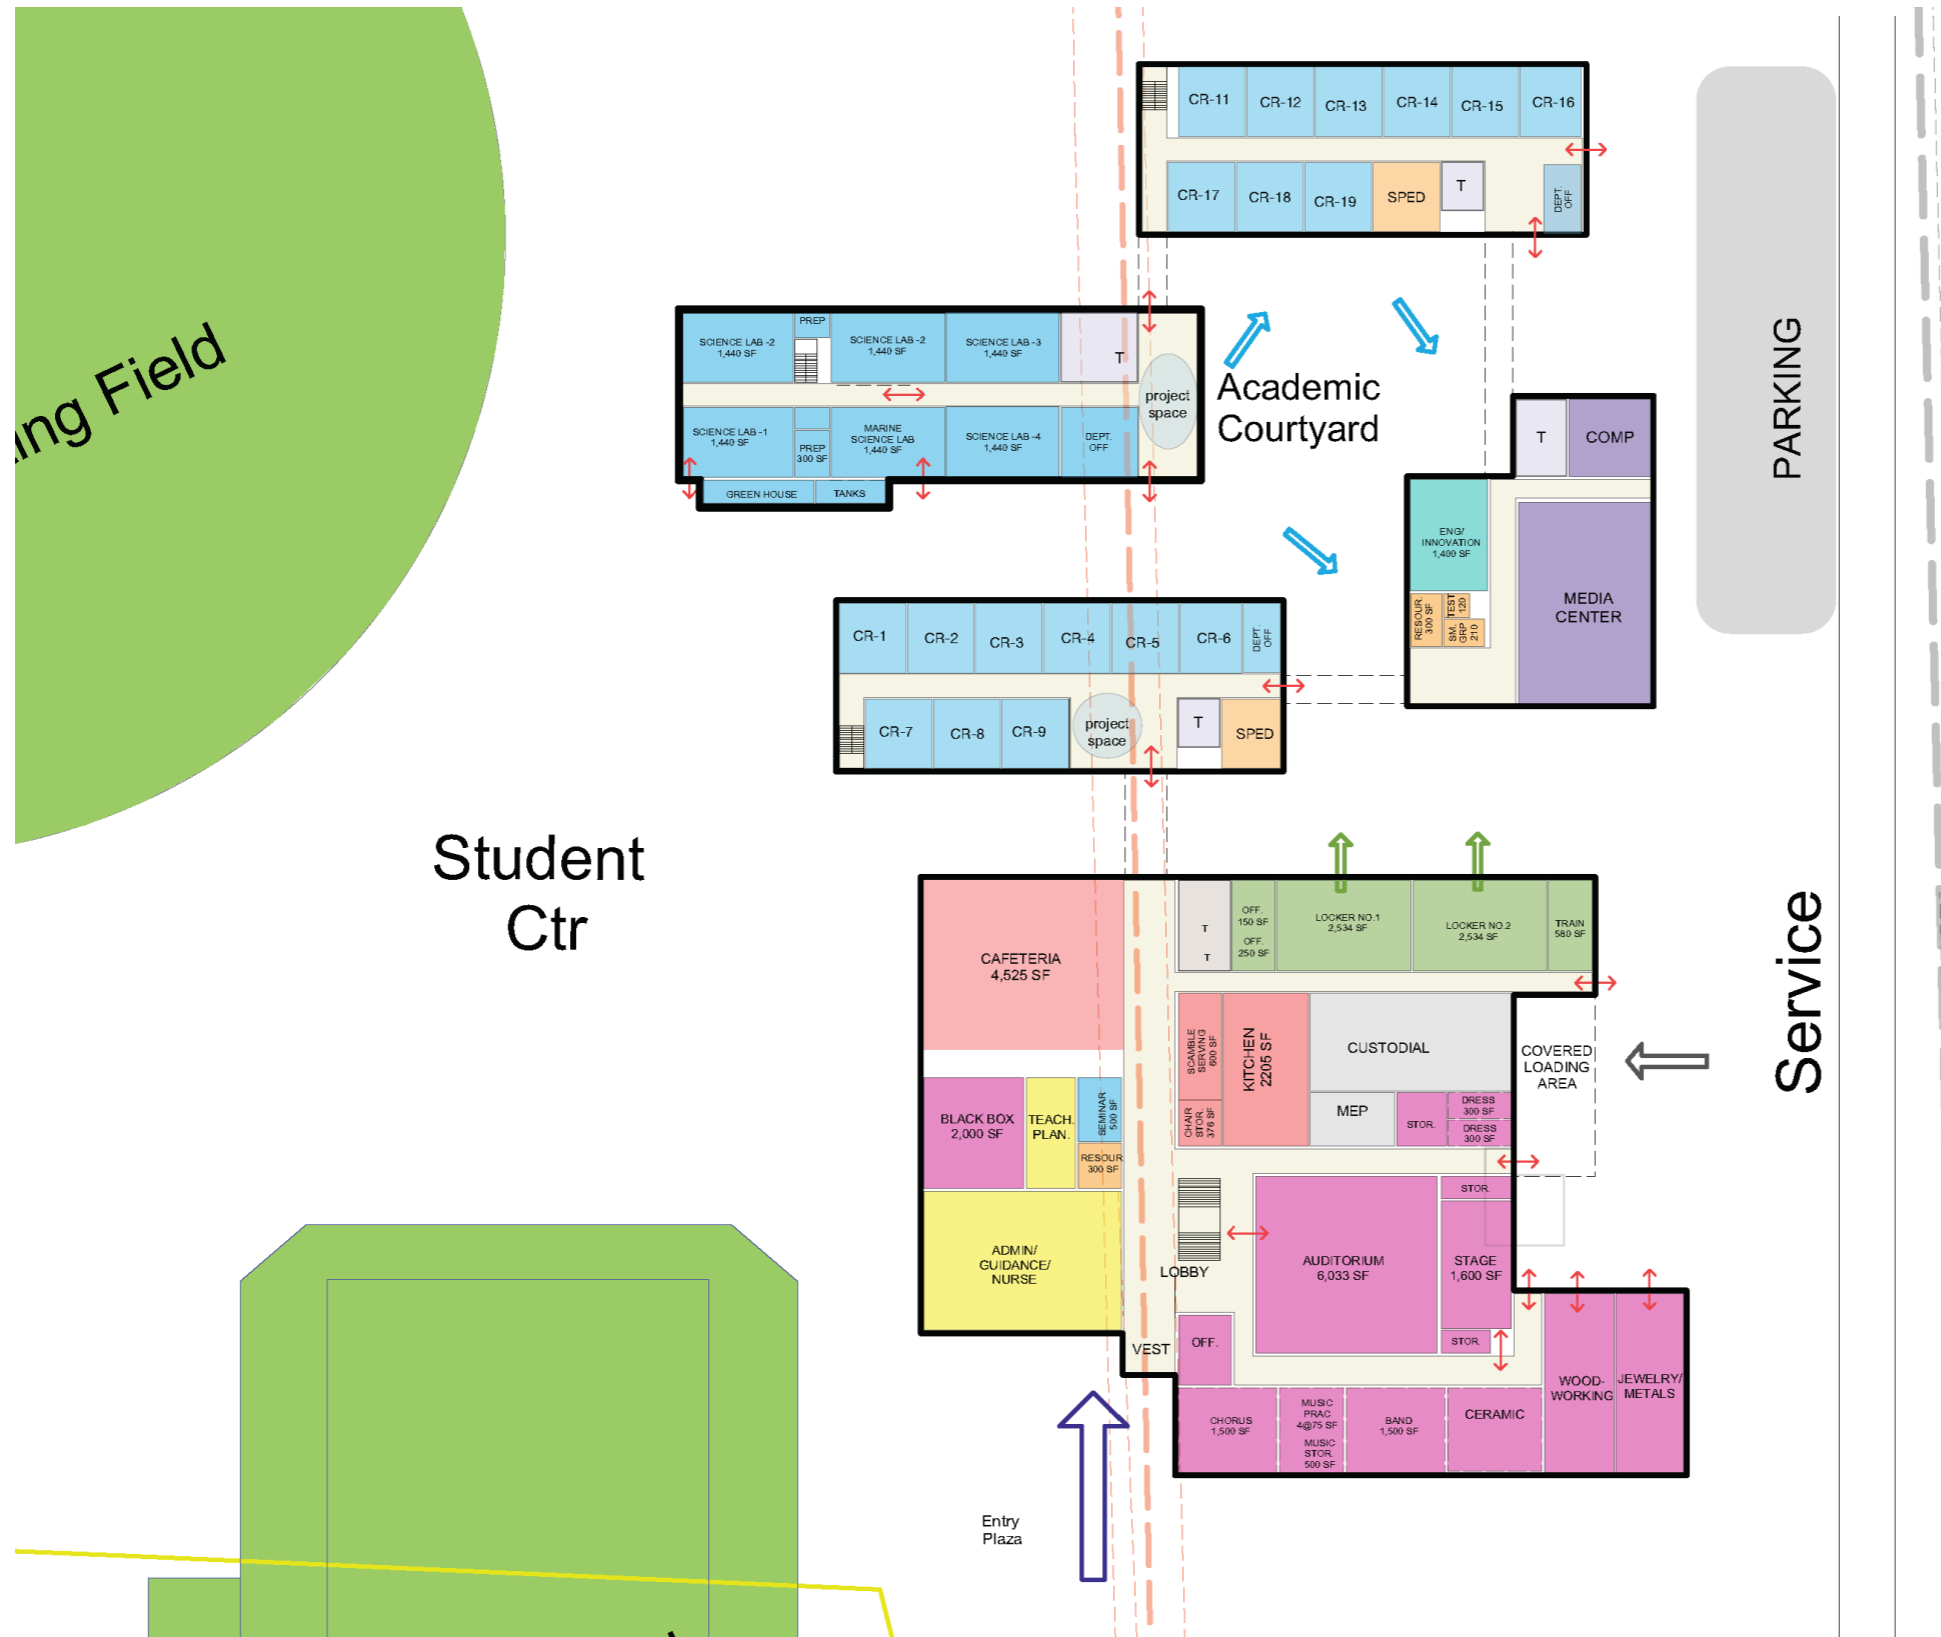 CR-11
CR-12
CR-13
CR-14
CR-15
CR-16
CR-17
CR-18
CR-19
SPED
T
DEPT.
OFF
ing Field
SCIENCE LAB -2
1,440 SF
PREP
SCIENCE LAB -2
1,440 SF
SCIENCE LAB -3
1,440 SF
T
project
space
SCIENCE LAB -1
1,440 SF
PREP
300 SF
MARINE
SCIENCE LAB
1,440 SF
SCIENCE LAB -4
1,440 SF
DEPT.
OFF
GREEN HOUSE
TANKS
Academic
Courtyard
PARKING
T
COMP
ENG/
INNOVATION
1,400 SF
RESOUR.
300 SF
TEST
120
SM.
GRP
210
MEDIA
CENTER
CR-1
CR-2
CR-3
CR-4
CR-5
CR-6
DEPT.
OFF
CR-7
CR-8
CR-9
project
space
T
SPED
Student
Ctr
Service
CAFETERIA
4,525 SF
T
T
OFF.
150 SF
OFF.
250 SF
LOCKER NO.1
2,534 SF
LOCKER NO.2
2,534 SF
TRAIN
580 SF
SCAMBLE
SERVING
600 SF
KITCHEN
2205 SF
CUSTODIAL
COVERED
LOADING
AREA
CHAIR
STOR.
376 SF
MEP
STOR.
DRESS
300 SF
DRESS
300 SF
BLACK BOX
2,000 SF
TEACH.
PLAN.
SEMINAR
500 SF
RESOUR
300 SF
ADMIN/
GUIDANCE/
NURSE
LOBBY
AUDITORIUM
6,033 SF
STOR.
STAGE
1,600 SF
STOR.
VEST
OFF.
CHORUS
1,500 SF
MUSIC
PRAC
4@75 SF
MUSIC
STOR.
500 SF
BAND
1,500 SF
CERAMIC
WOOD-
WORKING
JEWELRY/
METALS
Entry
Plaza